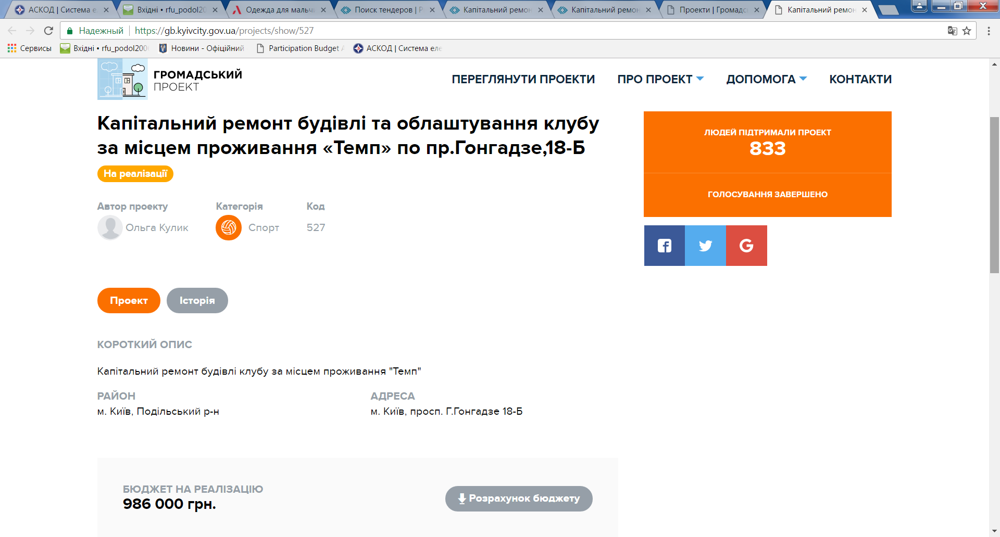 АСКОД | Система е
Вхідні • rfu_podol20
Одежда для мальч
Поиск тендеров |
Капітальний ремон
Капітальний ремон
Проекти | Громадс
Капітальний ремон
Надежный
https://gb.kyivcity.gov.ua/projects/show/527
Сервисы
Вхідні • rfu_podol200
Новини - Офіційний
Participation Budget
АСКОД | Система еле
ГРОМАДСЬКИЙ
ПРОЕКТ
ПЕРЕГЛЯНУТИ ПРОЕКТИ
ПРО ПРОЕКТ
ДОПОМОГА
КОНТАКТИ
Капітальний ремонт будівлі та облаштування клубу
за місцем проживання «Темп» по пр.Гонгадзе,18-Б
На реалізації
ЛЮДЕЙ ПІДТРИМАЛИ ПРОЕКТ
833
ГОЛОСУВАННЯ ЗАВЕРШЕНО
Автор проекту
Категорія
Код
Ольга Кулик
Спорт
527
Проект
Історія
КОРОТКИЙ ОПИС
Капітальний ремонт будівлі клубу за місцем проживання "Темп"
РАЙОН
АДРЕСА
м. Київ, Подільський р-н
м. Київ, просп. Г.Гонгадзе 18-Б
БЮДЖЕТ НА РЕАЛІЗАЦІЮ
986 000 грн.
Розрахунок бюджету